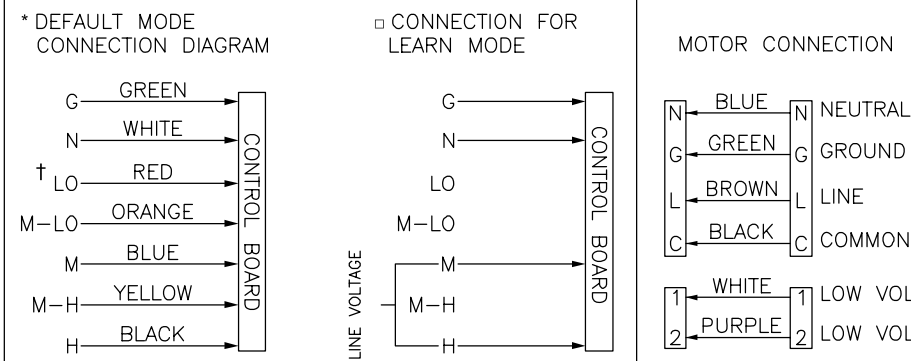 * DEFAULT MODE
CONNECTION DIAGRAM
G GREEN
N WHITE
† LO RED
M-LO ORANGE
M BLUE
M-H YELLOW
H BLACK
CONTROL BOARD
□ CONNECTION FOR
LEARN MODE
G
N
LO
M-LO
M
M-H
H
LINE VOLTAGE
CONTROL BOARD
MOTOR CONNECTION
N BLUE N NEUTRAL
G GREEN G GROUND
L BROWN L LINE
C BLACK C COMMON
1 WHITE 1 LOW VOL
2 PURPLE 2 LOW VOL